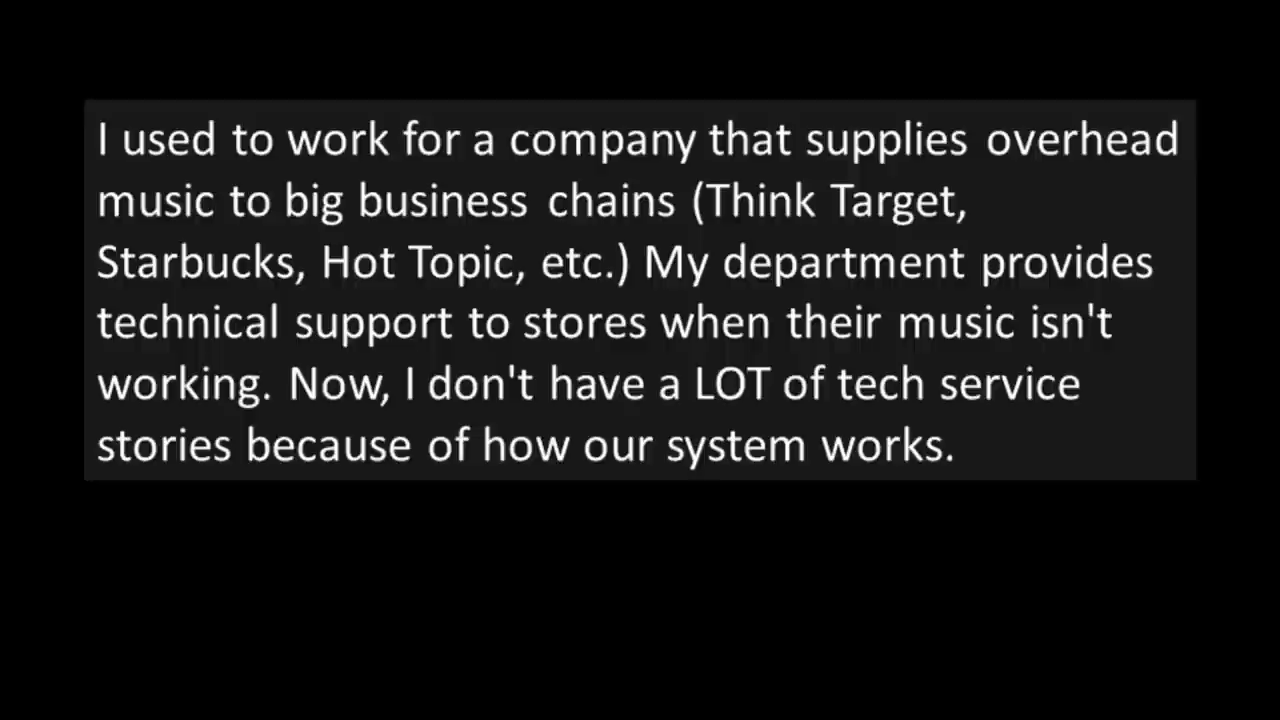 I used to work for a company that supplies overhead
music to big business chains (Think Target,
Starbucks, Hot Topic, etc.) My department provides
technical support to stores when their music isn't
working. Now, I don't have a LOT of tech service
stories because of how our system works.